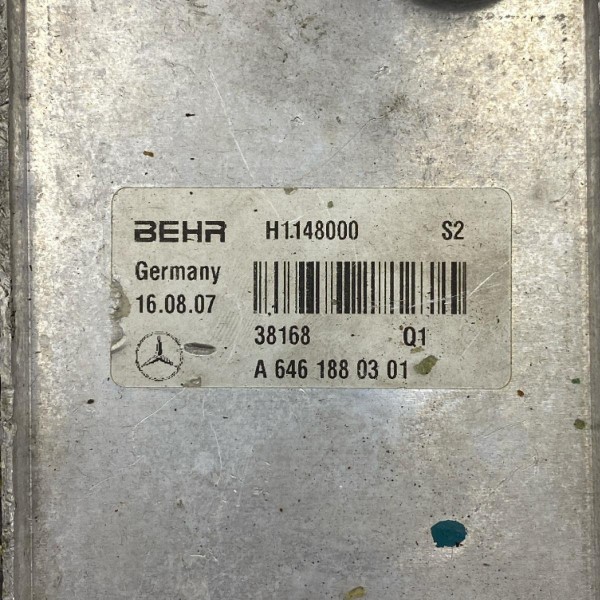 BEHR H1.148000 S2
Germany
16.08.07
38168 Q1
A 646 188 03 01